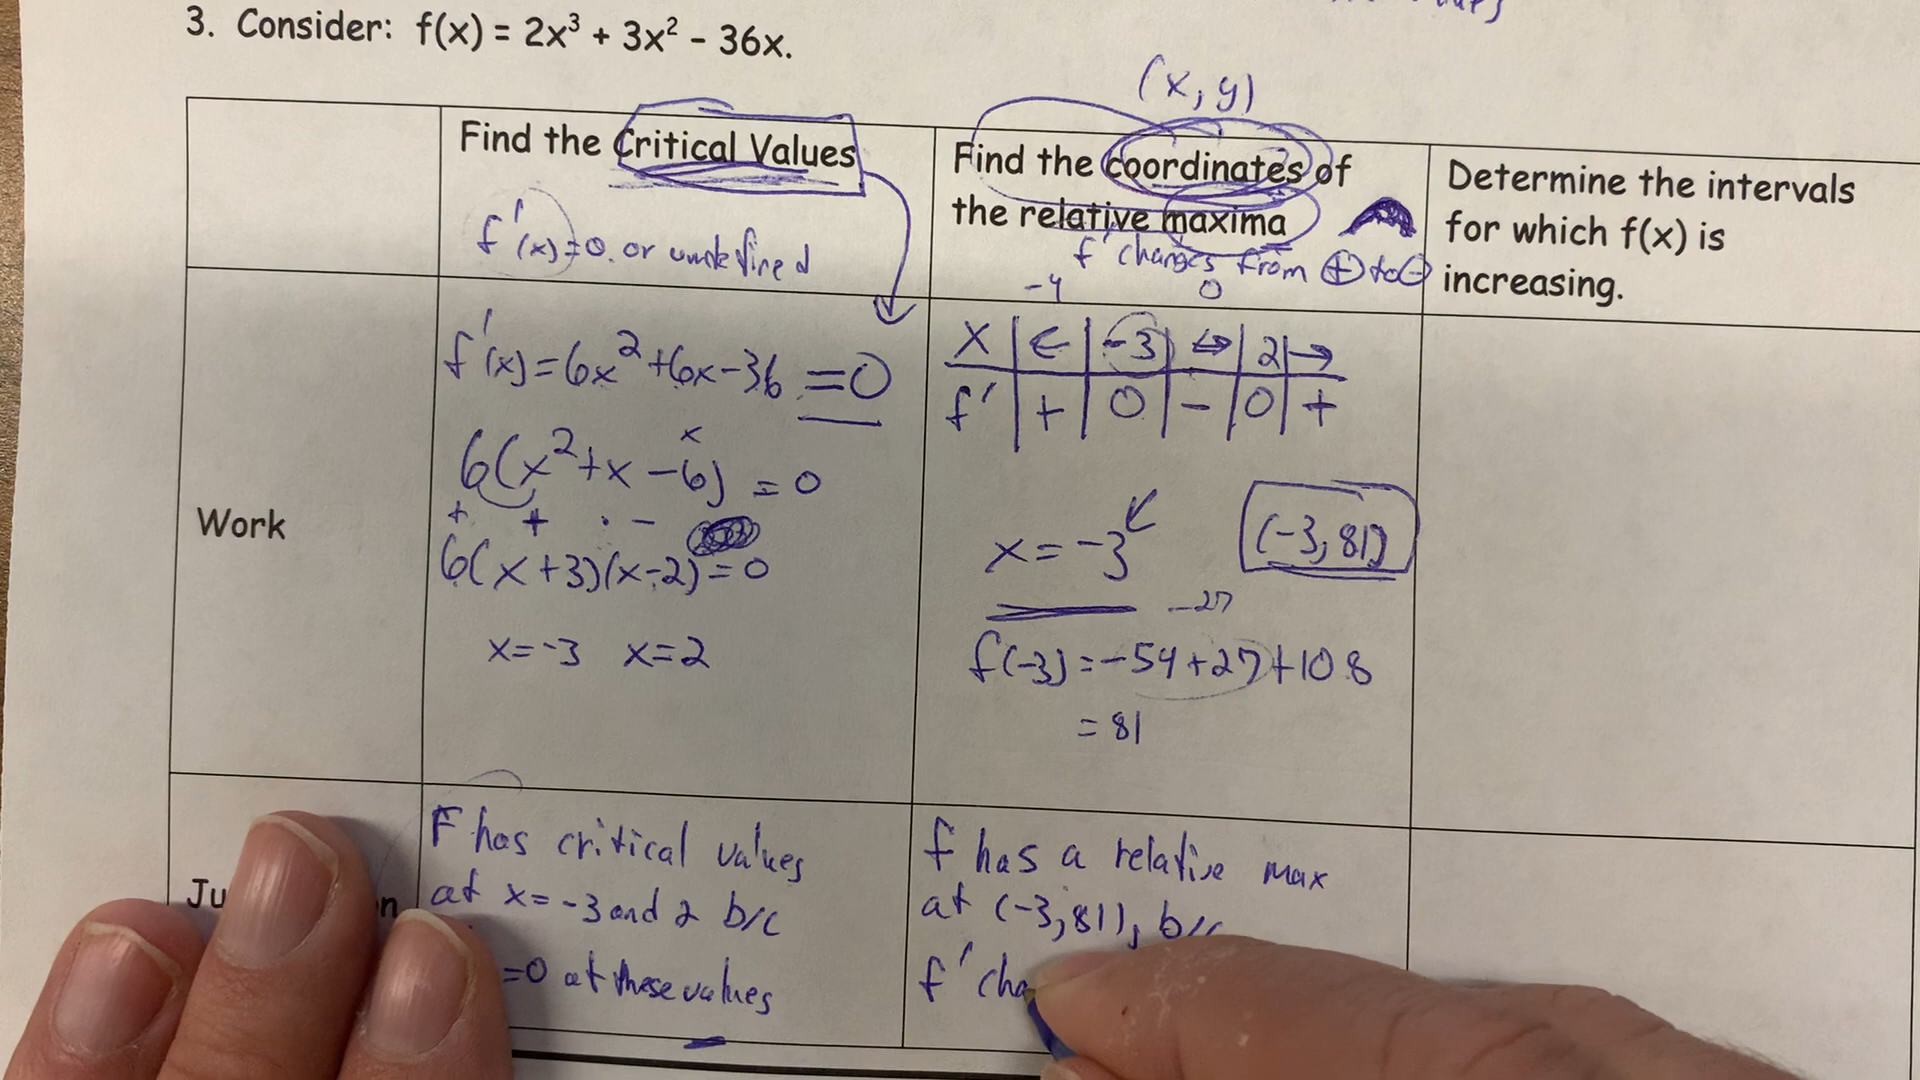 3. Consider: f(x) = 2x³ + 3x² - 36x.
(x, y)
Find the Critical Values
f'(x)=0 or undefined
Find the coordinates of
the relative maxima
f' changes from ⊕ to ⊖
Determine the intervals
for which f(x) is
increasing.
Work
f'(x) = 6x² + 6x - 36 = 0
x
6(x² + x - 6) = 0
+ + · -
6(x+3)(x-2) = 0
x=-3 x=2
-4 0
x | ← | -3 | ↔ | 2 | →
f' | + | 0 | - | 0 | +
x = -3
(-3, 81)
-27
f(-3) = -54 + 27 + 108
= 81
Ju n
F has critical values
at x = -3 and 2 b/c
=0 at these values
f has a relative max
at (-3, 81), b/c
f' cha